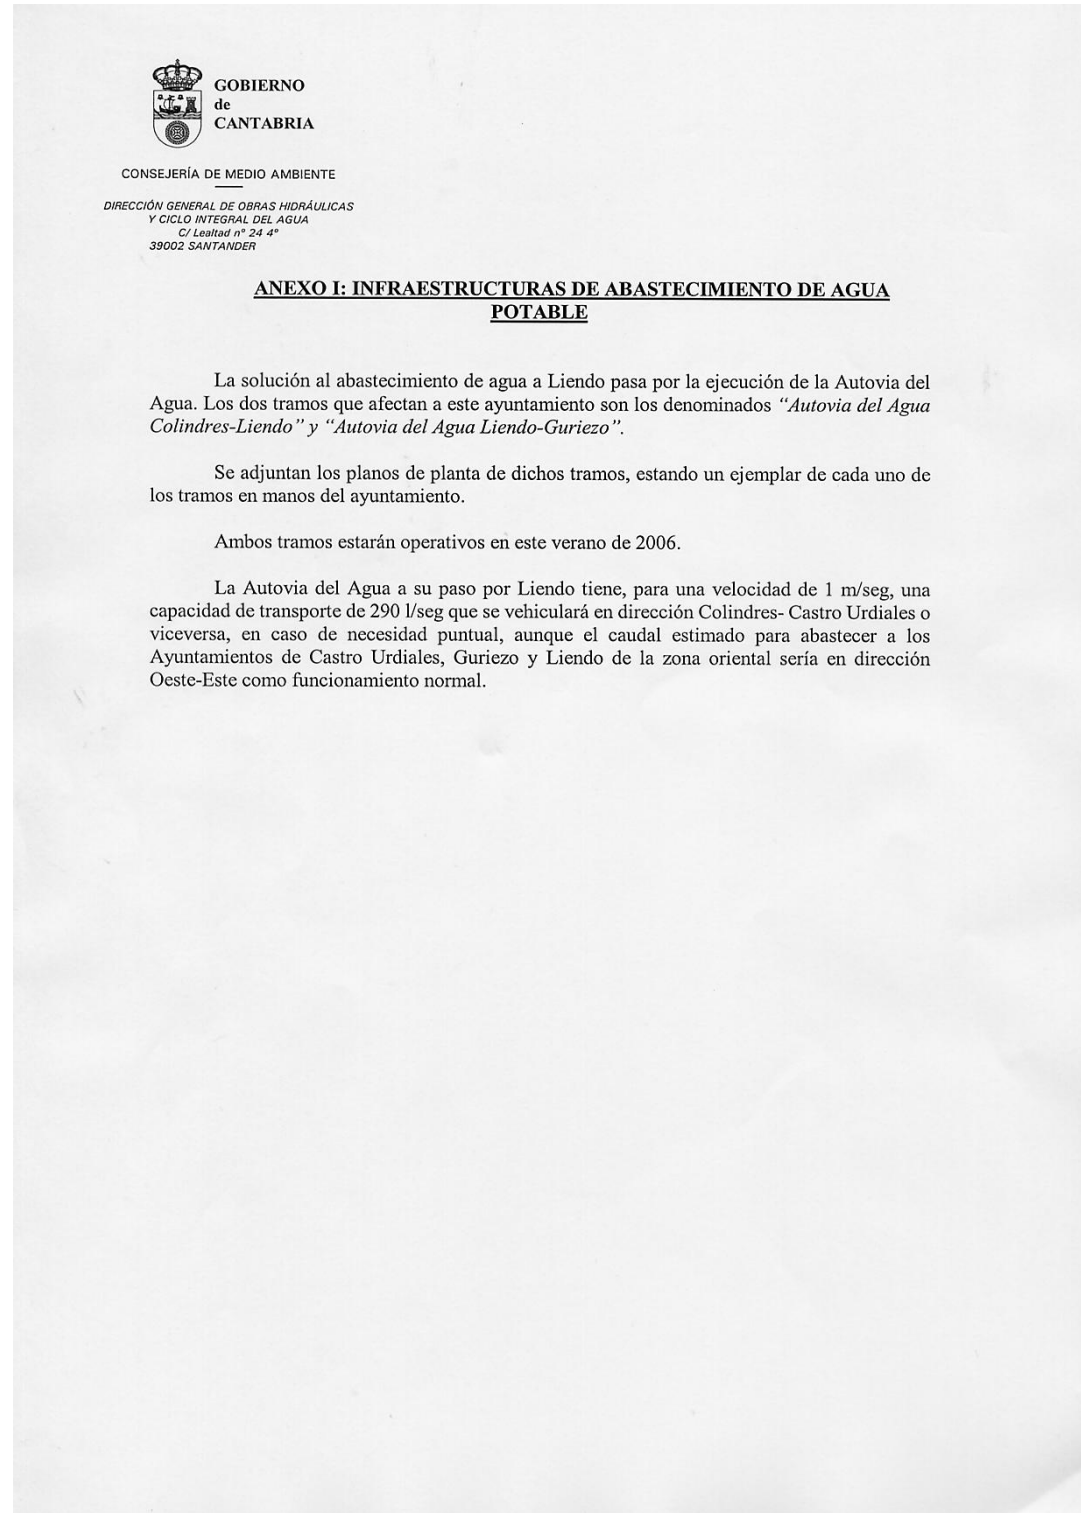 GOBIERNO
de
CANTABRIA
CONSEJERÍA DE MEDIO AMBIENTE
DIRECCIÓN GENERAL DE OBRAS HIDRÁULICAS
Y CICLO INTEGRAL DEL AGUA
C/ Lealtad nº 24 4º
39002 SANTANDER
ANEXO I: INFRAESTRUCTURAS DE ABASTECIMIENTO DE AGUA
POTABLE
La solución al abastecimiento de agua a Liendo pasa por la ejecución de la Autovia del
Agua. Los dos tramos que afectan a este ayuntamiento son los denominados “Autovia del Agua
Colindres-Liendo” y “Autovia del Agua Liendo-Guriezo”.
Se adjuntan los planos de planta de dichos tramos, estando un ejemplar de cada uno de
los tramos en manos del ayuntamiento.
Ambos tramos estarán operativos en este verano de 2006.
La Autovia del Agua a su paso por Liendo tiene, para una velocidad de 1 m/seg, una
capacidad de transporte de 290 l/seg que se vehiculará en dirección Colindres- Castro Urdiales o
viceversa, en caso de necesidad puntual, aunque el caudal estimado para abastecer a los
Ayuntamientos de Castro Urdiales, Guriezo y Liendo de la zona oriental sería en dirección
Oeste-Este como funcionamiento normal.